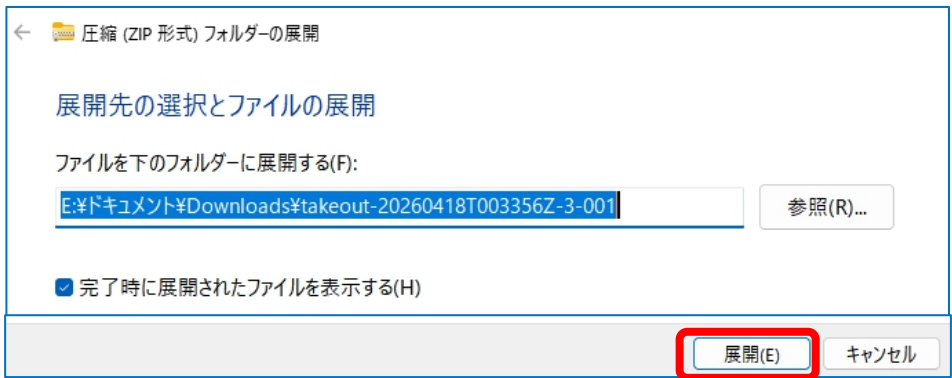 ← 圧縮 (ZIP 形式) フォルダーの展開
展開先の選択とファイルの展開
ファイルを下のフォルダーに展開する(F):
E:¥ドキュメント¥Downloads¥takeout-20260418T003356Z-3-001
参照(R)...
完了時に展開されたファイルを表示する(H)
展開(E) キャンセル